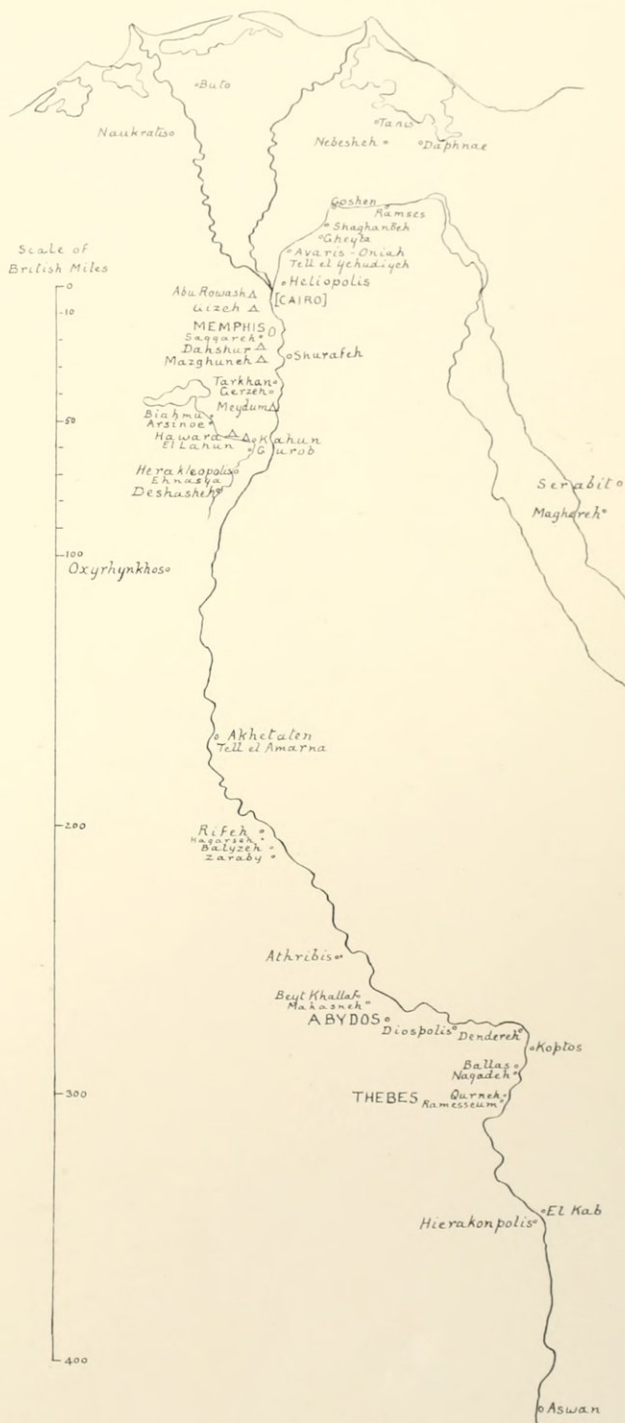 Buto
Tanis
Naukratis
Nebesheh
Daphnae
Goshen
Ramses
Shaghanbeh
Gheyta
Scale of
British Miles
Avaris - Oniah
Tell el Yehudiyeh
Heliopolis
0
Abu Rowash
[CAIRO]
Gizeh
10
MEMPHIS
Saqqareh
Dahshur
Shurafeh
Mazghuneh
Tarkhan
Gerzeh
Meydum
Biahmu
50
Arsinoe
Hawara
Kahun
El Lahun
Gurob
Herakleopolis
Ehnasya
Serabit
Deshasheh
Magháreh
100
Oxyrhynkhos
Akhetaten
Tell el Amarna
200
Rifeh
Hagarseh
Balyzeh
Zaraby
Athribis
Beyt Khallaf
Mahasneh
ABYDOS
Diospolis
Dendereh
Koptos
Ballas
Naqadeh
300
THEBES
Qurneh
Ramesseum
El Kab
Hierakonpolis
400
Aswan